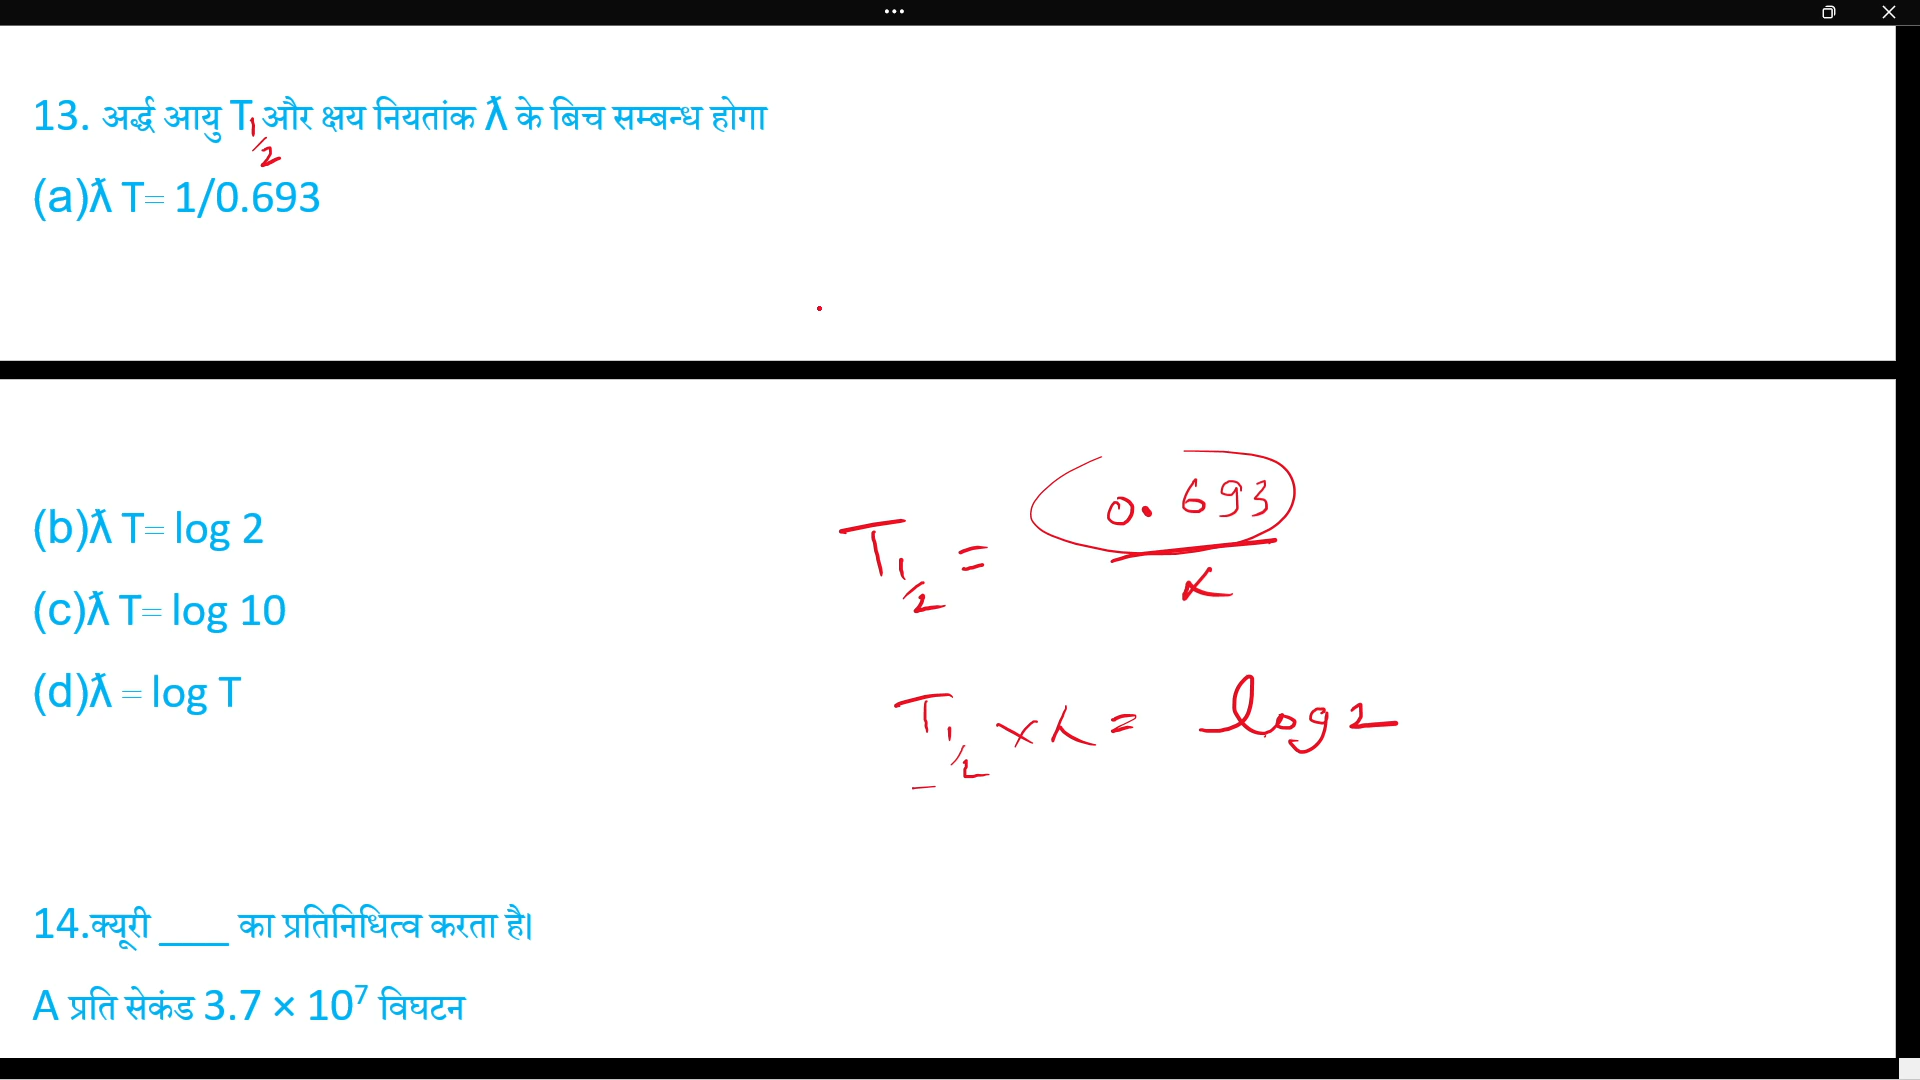 13. अर्द्ध आयु T1/2 और क्षय नियतांक ƛ के बिच सम्बन्ध होगा
(a)ƛ T= 1/0.693
(b)ƛ T= log 2
(c)ƛ T= log 10
(d)ƛ = log T
T1/2 = 0.693/λ
T1/2 × λ = log 2
14.क्यूरी ____ का प्रतिनिधित्व करता है।
A प्रति सेकंड 3.7 × 10⁷ विघटन